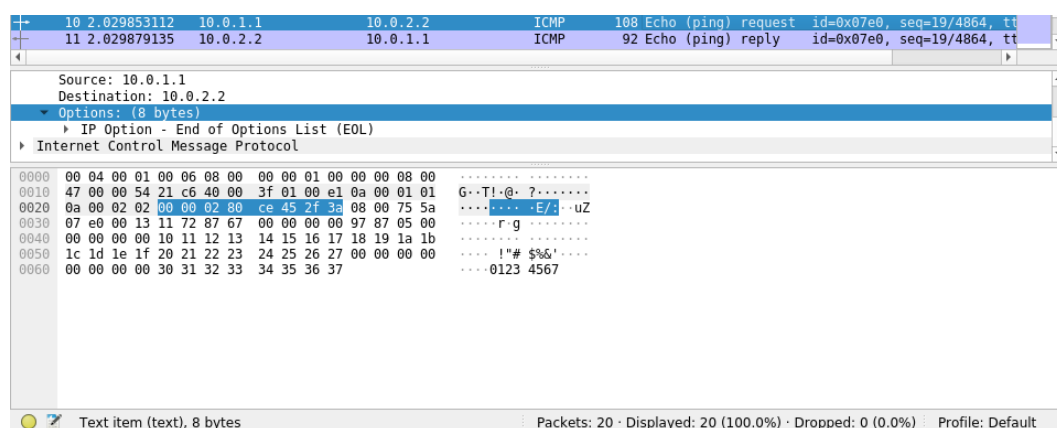 10 2.029853112 10.0.1.1 10.0.2.2 ICMP 108 Echo (ping) request id=0x07e0, seq=19/4864, tt
11 2.029879135 10.0.2.2 10.0.1.1 ICMP 92 Echo (ping) reply id=0x07e0, seq=19/4864, tt
Source: 10.0.1.1
Destination: 10.0.2.2
Options: (8 bytes)
IP Option - End of Options List (EOL)
Internet Control Message Protocol
0000 00 04 00 01 00 06 08 00 00 00 01 00 00 00 08 00 ········ ········
0010 47 00 00 54 21 c6 40 00 3f 01 00 e1 0a 00 01 01 G··T!·@· ?·······
0020 0a 00 02 02 00 00 02 80 ce 45 2f 3a 08 00 75 5a ········ ·E/:··uZ
0030 07 e0 00 13 11 72 87 67 00 00 00 00 97 87 05 00 ·····r·g ········
0040 00 00 00 00 10 11 12 13 14 15 16 17 18 19 1a 1b ········ ········
0050 1c 1d 1e 1f 20 21 22 23 24 25 26 27 00 00 00 00 ···· !"# $%&'····
0060 00 00 00 00 30 31 32 33 34 35 36 37 ····0123 4567
Text item (text), 8 bytes Packets: 20 · Displayed: 20 (100.0%) · Dropped: 0 (0.0%) Profile: Default